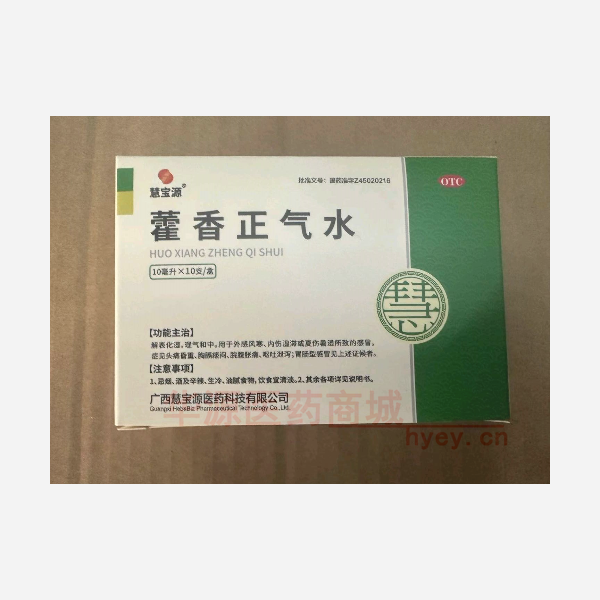 慧宝源®
批准文号：国药准字Z45020216
OTC
藿香正气水
HUO XIANG ZHENG QI SHUI
10毫升×10支/盒
慧
【功能主治】
解表化湿，理气和中。用于外感风寒、内伤湿滞或夏伤暑湿所致的感冒，
症见头痛昏重、胸膈痞闷、脘腹胀痛、呕吐泄泻；胃肠型感冒见上述证候者。
【注意事项】
1、忌烟、酒及辛辣、生冷、油腻食物，饮食宜清淡。2、其余各项详见说明书。
广西慧宝源医药科技有限公司
Guangxi HebaBiz Pharmaceutical Technology Co.,Ltd.
华源医药商城
hyey.cn